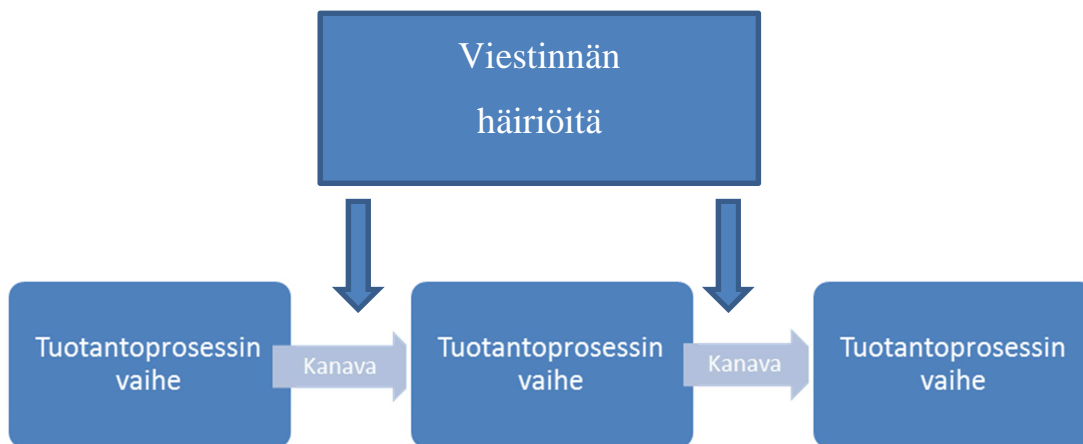 Viestinnän
häiriöitä
Tuotantoprosessin
vaihe
Kanava
Tuotantoprosessin
vaihe
Kanava
Tuotantoprosessin
vaihe